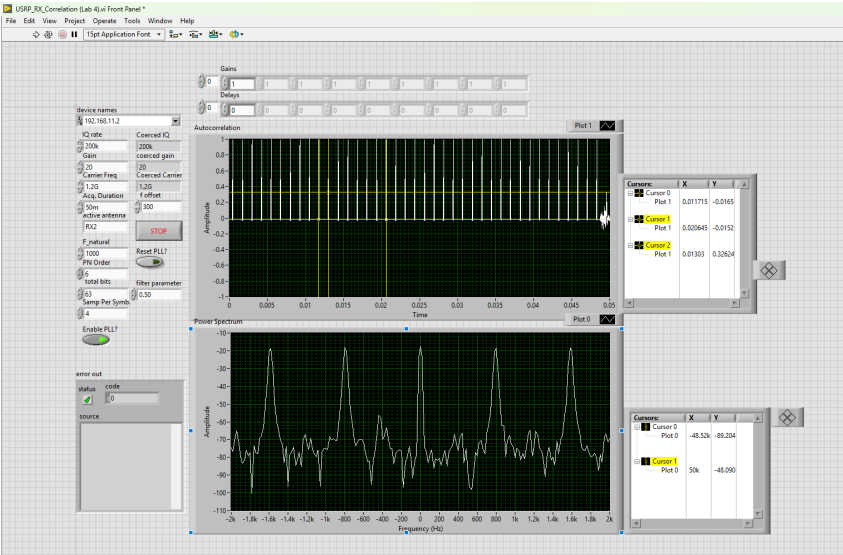 USRP_RX_Correlation (Lab 4).vi Front Panel *
File Edit View Project Operate Tools Window Help
15pt Application Font
Gains
0 1 1 1 1 1 1 1 1 1
Delays
0 0 0 0 0 0 0 0 0 0
device names
192.168.11.2
IQ rate Coerced IQ
200k 200k
Gain coerced gain
20 20
Carrier Freq Coerced Carrier
1.2G 1.2G
Acq. Duration f offset
50m 300
active antenna
RX2
STOP
F_natural
1000
Reset PLL?
PN Order
6
total bits filter parameter
63 0.50
Samp Per Symb.
4
Enable PLL?
error out
status code
0
source
Autocorrelation
Plot 1
Amplitude
1
0.8
0.6
0.4
0.2
0
-0.2
-0.4
-0.6
-0.8
-1
0 0.005 0.01 0.015 0.02 0.025 0.03 0.035 0.04 0.045 0.05
Time
Cursors: X Y
Cursor 0
Plot 1 0.011715 -0.0165
Cursor 1
Plot 1 0.020645 -0.0152
Cursor 2
Plot 1 0.01303 0.32624
Power Spectrum
Plot 0
Amplitude
-10
-20
-30
-40
-50
-60
-70
-80
-90
-100
-110
-2k -1.8k -1.6k -1.4k -1.2k -1k -800 -600 -400 -200 0 200 400 600 800 1k 1.2k 1.4k 1.6k 1.8k 2k
Frequency (Hz)
Cursors: X Y
Cursor 0
Plot 0 -48.52k -89.204
Cursor 1
Plot 0 50k -48.090